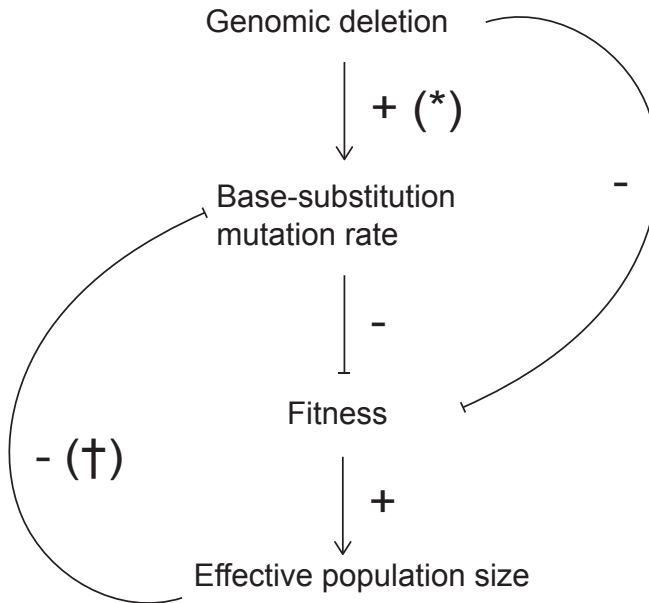 Genomic deletion
+ (*)
-
Base-substitution
mutation rate
-
Fitness
- (†)
+
Effective population size